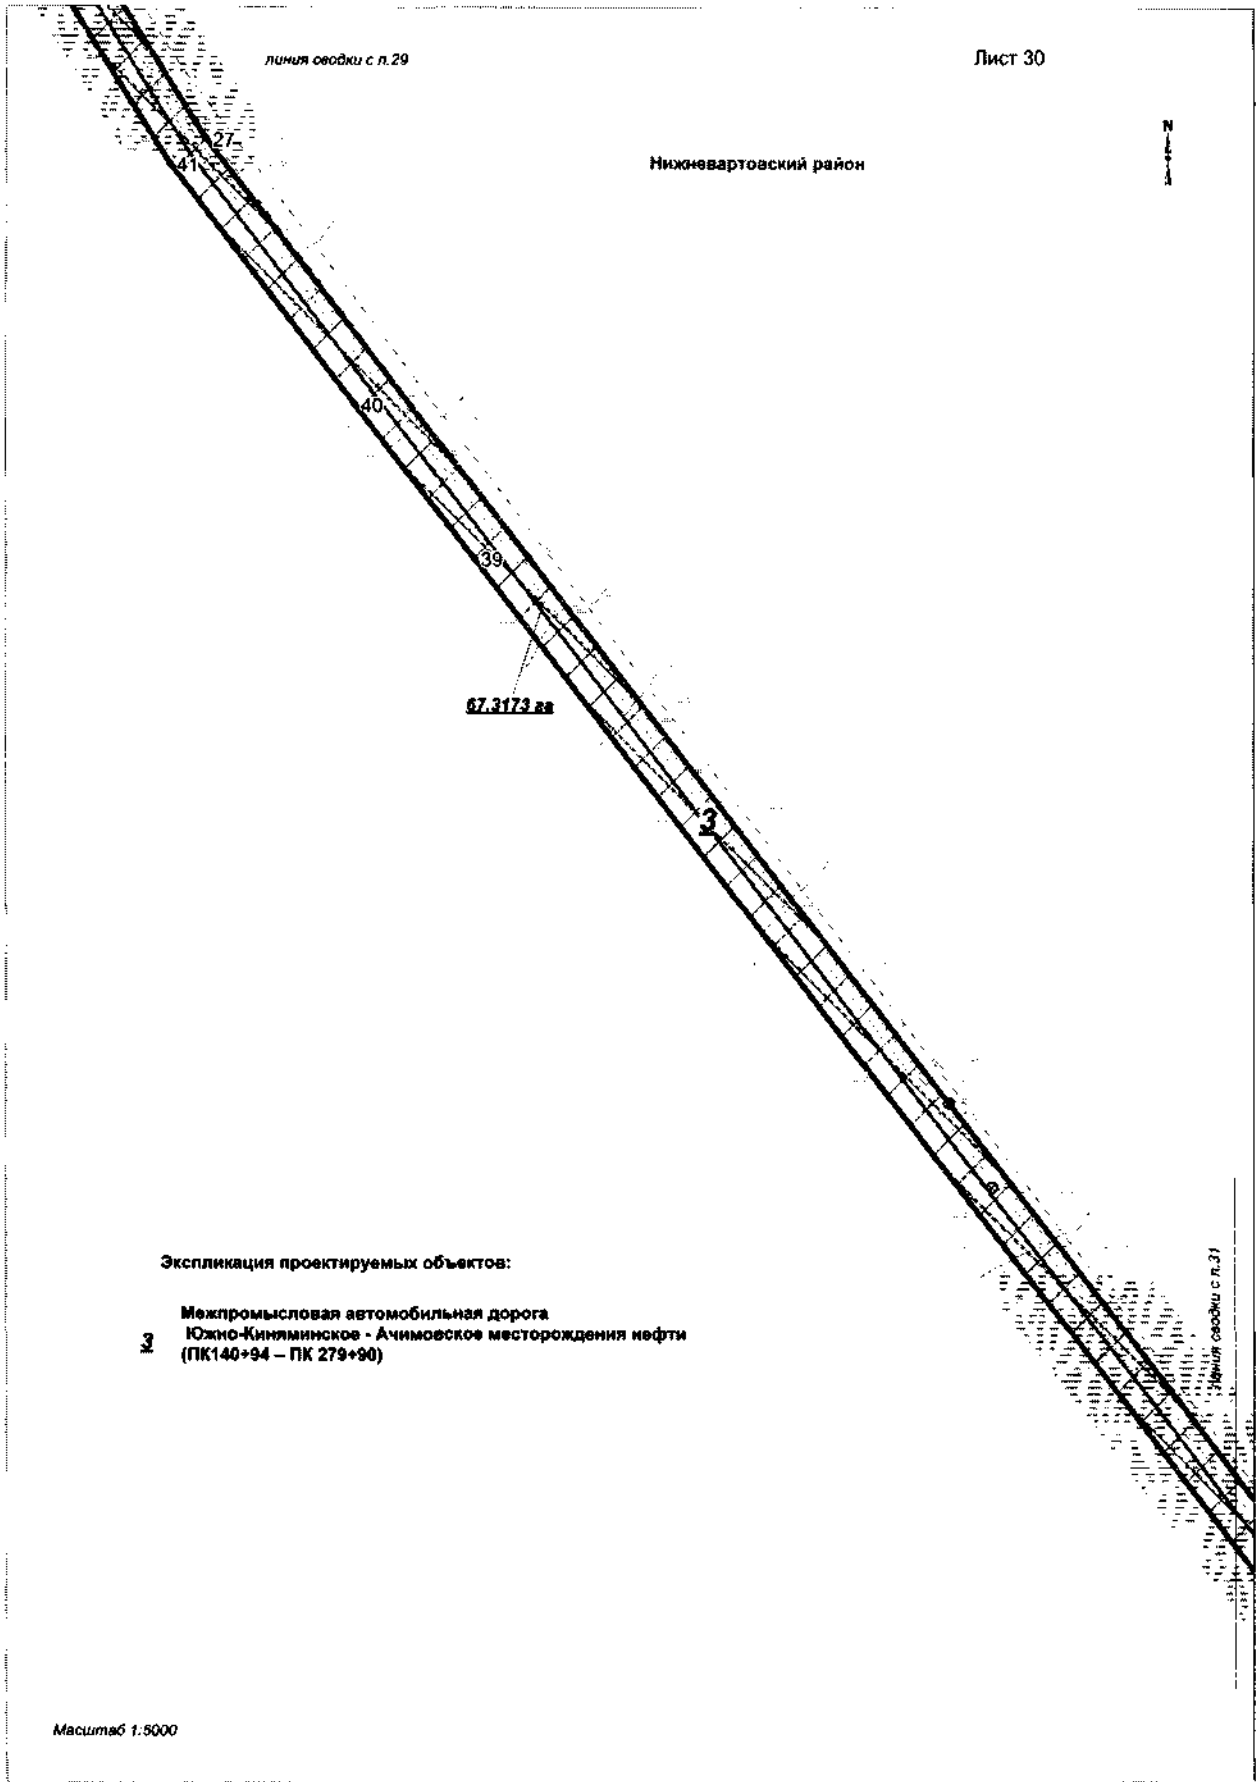 линия сводки с л.29
Лист 30
N
Нижневартовский район
27
41
40
39
67.3173 га
3
Экспликация проектируемых объектов:
Межпромысловая автомобильная дорога
3 Южно-Киняминское - Ачимовское месторождения нефти
(ПК140+94 – ПК 279+90)
линия сводки с л.31
Масштаб 1:5000